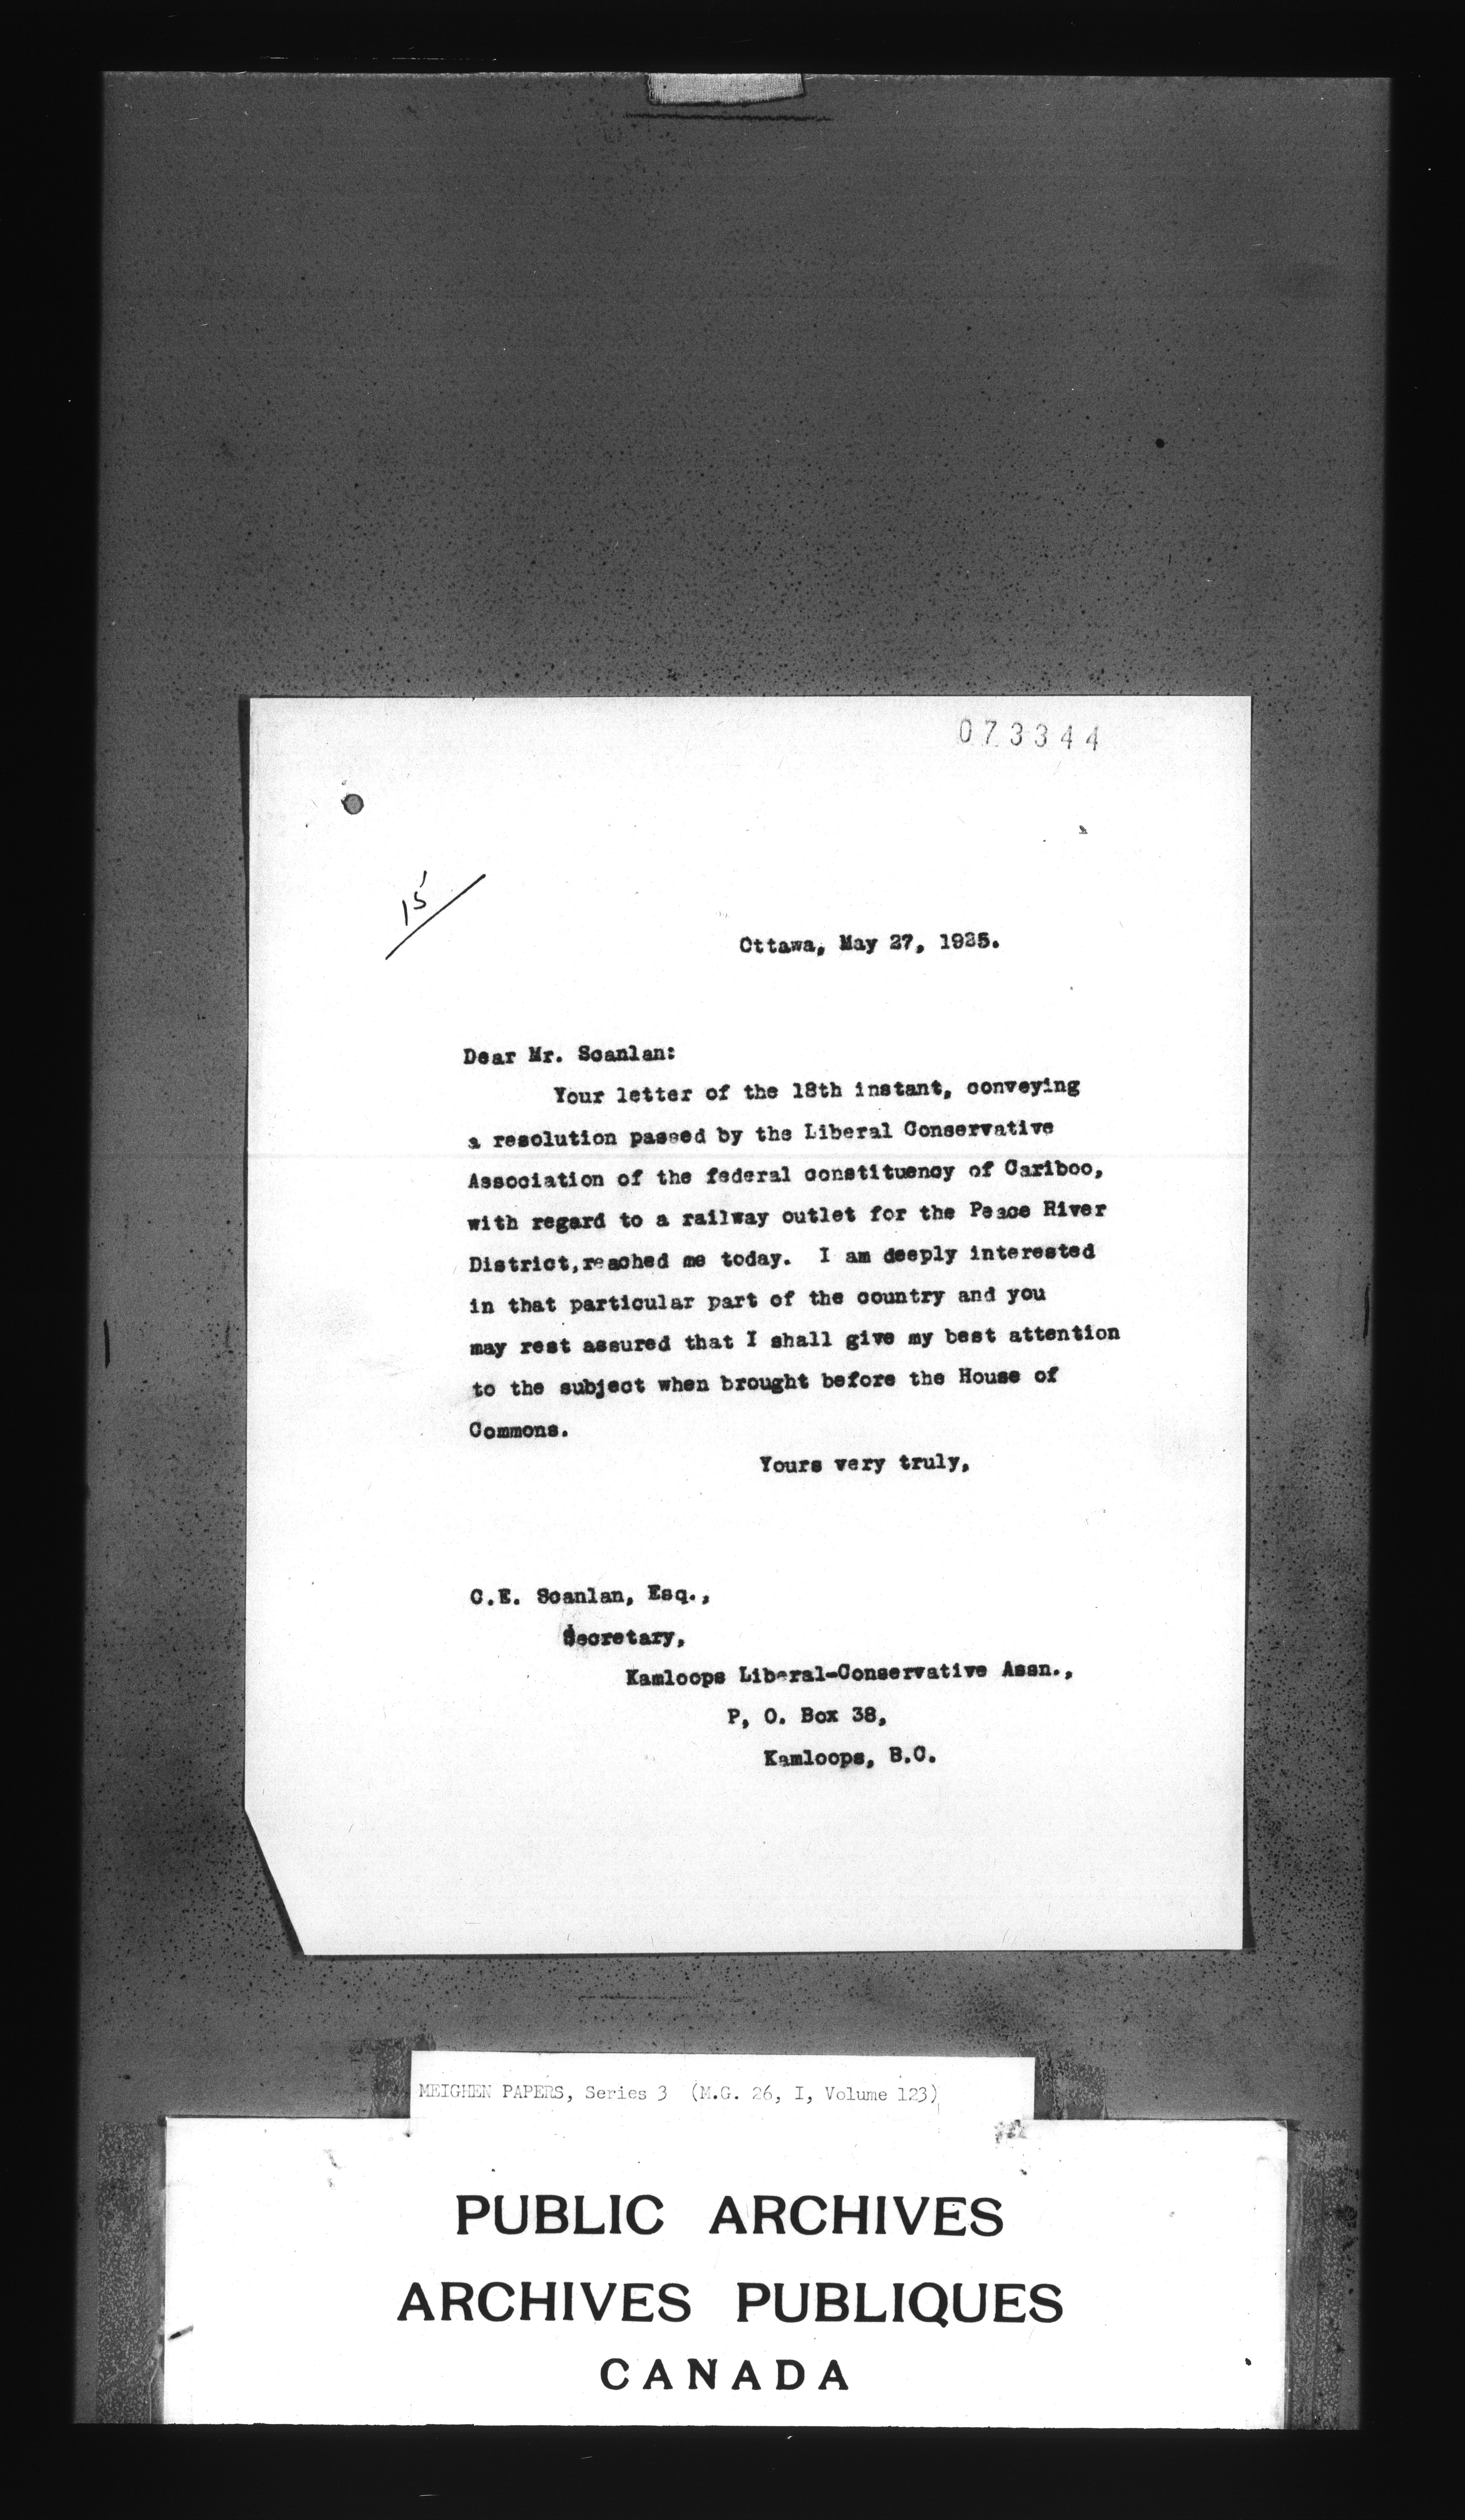 073344
15
Ottawa, May 27, 1925.
Dear Mr. Scanlan:
Your letter of the 18th instant, conveying
a resolution passed by the Liberal Conservative
Association of the federal constituency of Cariboo,
with regard to a railway outlet for the Peace River
District,reached me today. I am deeply interested
in that particular part of the country and you
may rest assured that I shall give my best attention
to the subject when brought before the House of
Commons.
Yours very truly,
C.E. Scanlan, Esq.,
Secretary,
Kamloops Liberal-Conservative Assn.,
P, O. Box 38,
Kamloops, B.C.
MEIGHEN PAPERS, Series 3 (M.G. 26, I, Volume 123)
PUBLIC ARCHIVES
ARCHIVES PUBLIQUES
CANADA